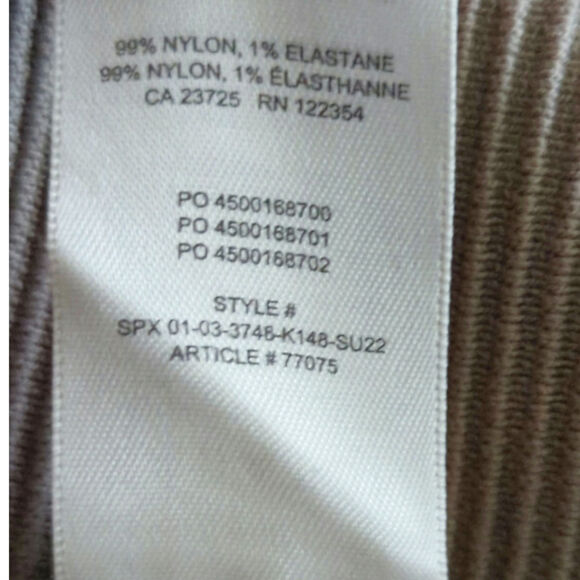 99% NYLON, 1% ELASTANE
99% NYLON, 1% ÉLASTHANNE
CA 23725 RN 122354
PO 4500168700
PO 4500168701
PO 4500168702
STYLE #
SPX 01-03-3748-K148-SU22
ARTICLE # 77075